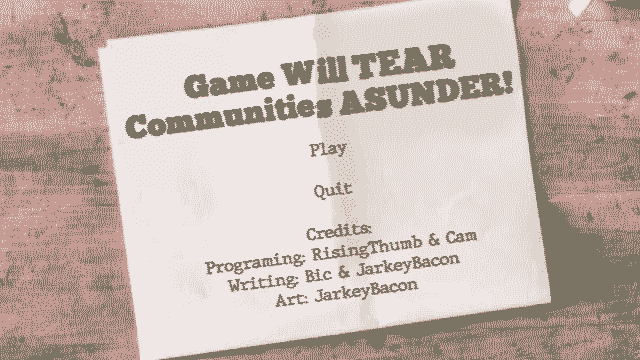 Game Will TEAR
Communities ASUNDER!
Play
Quit
Credits:
Programing: RisingThumb & Cam
Writing: Bic & JarkeyBacon
Art: JarkeyBacon